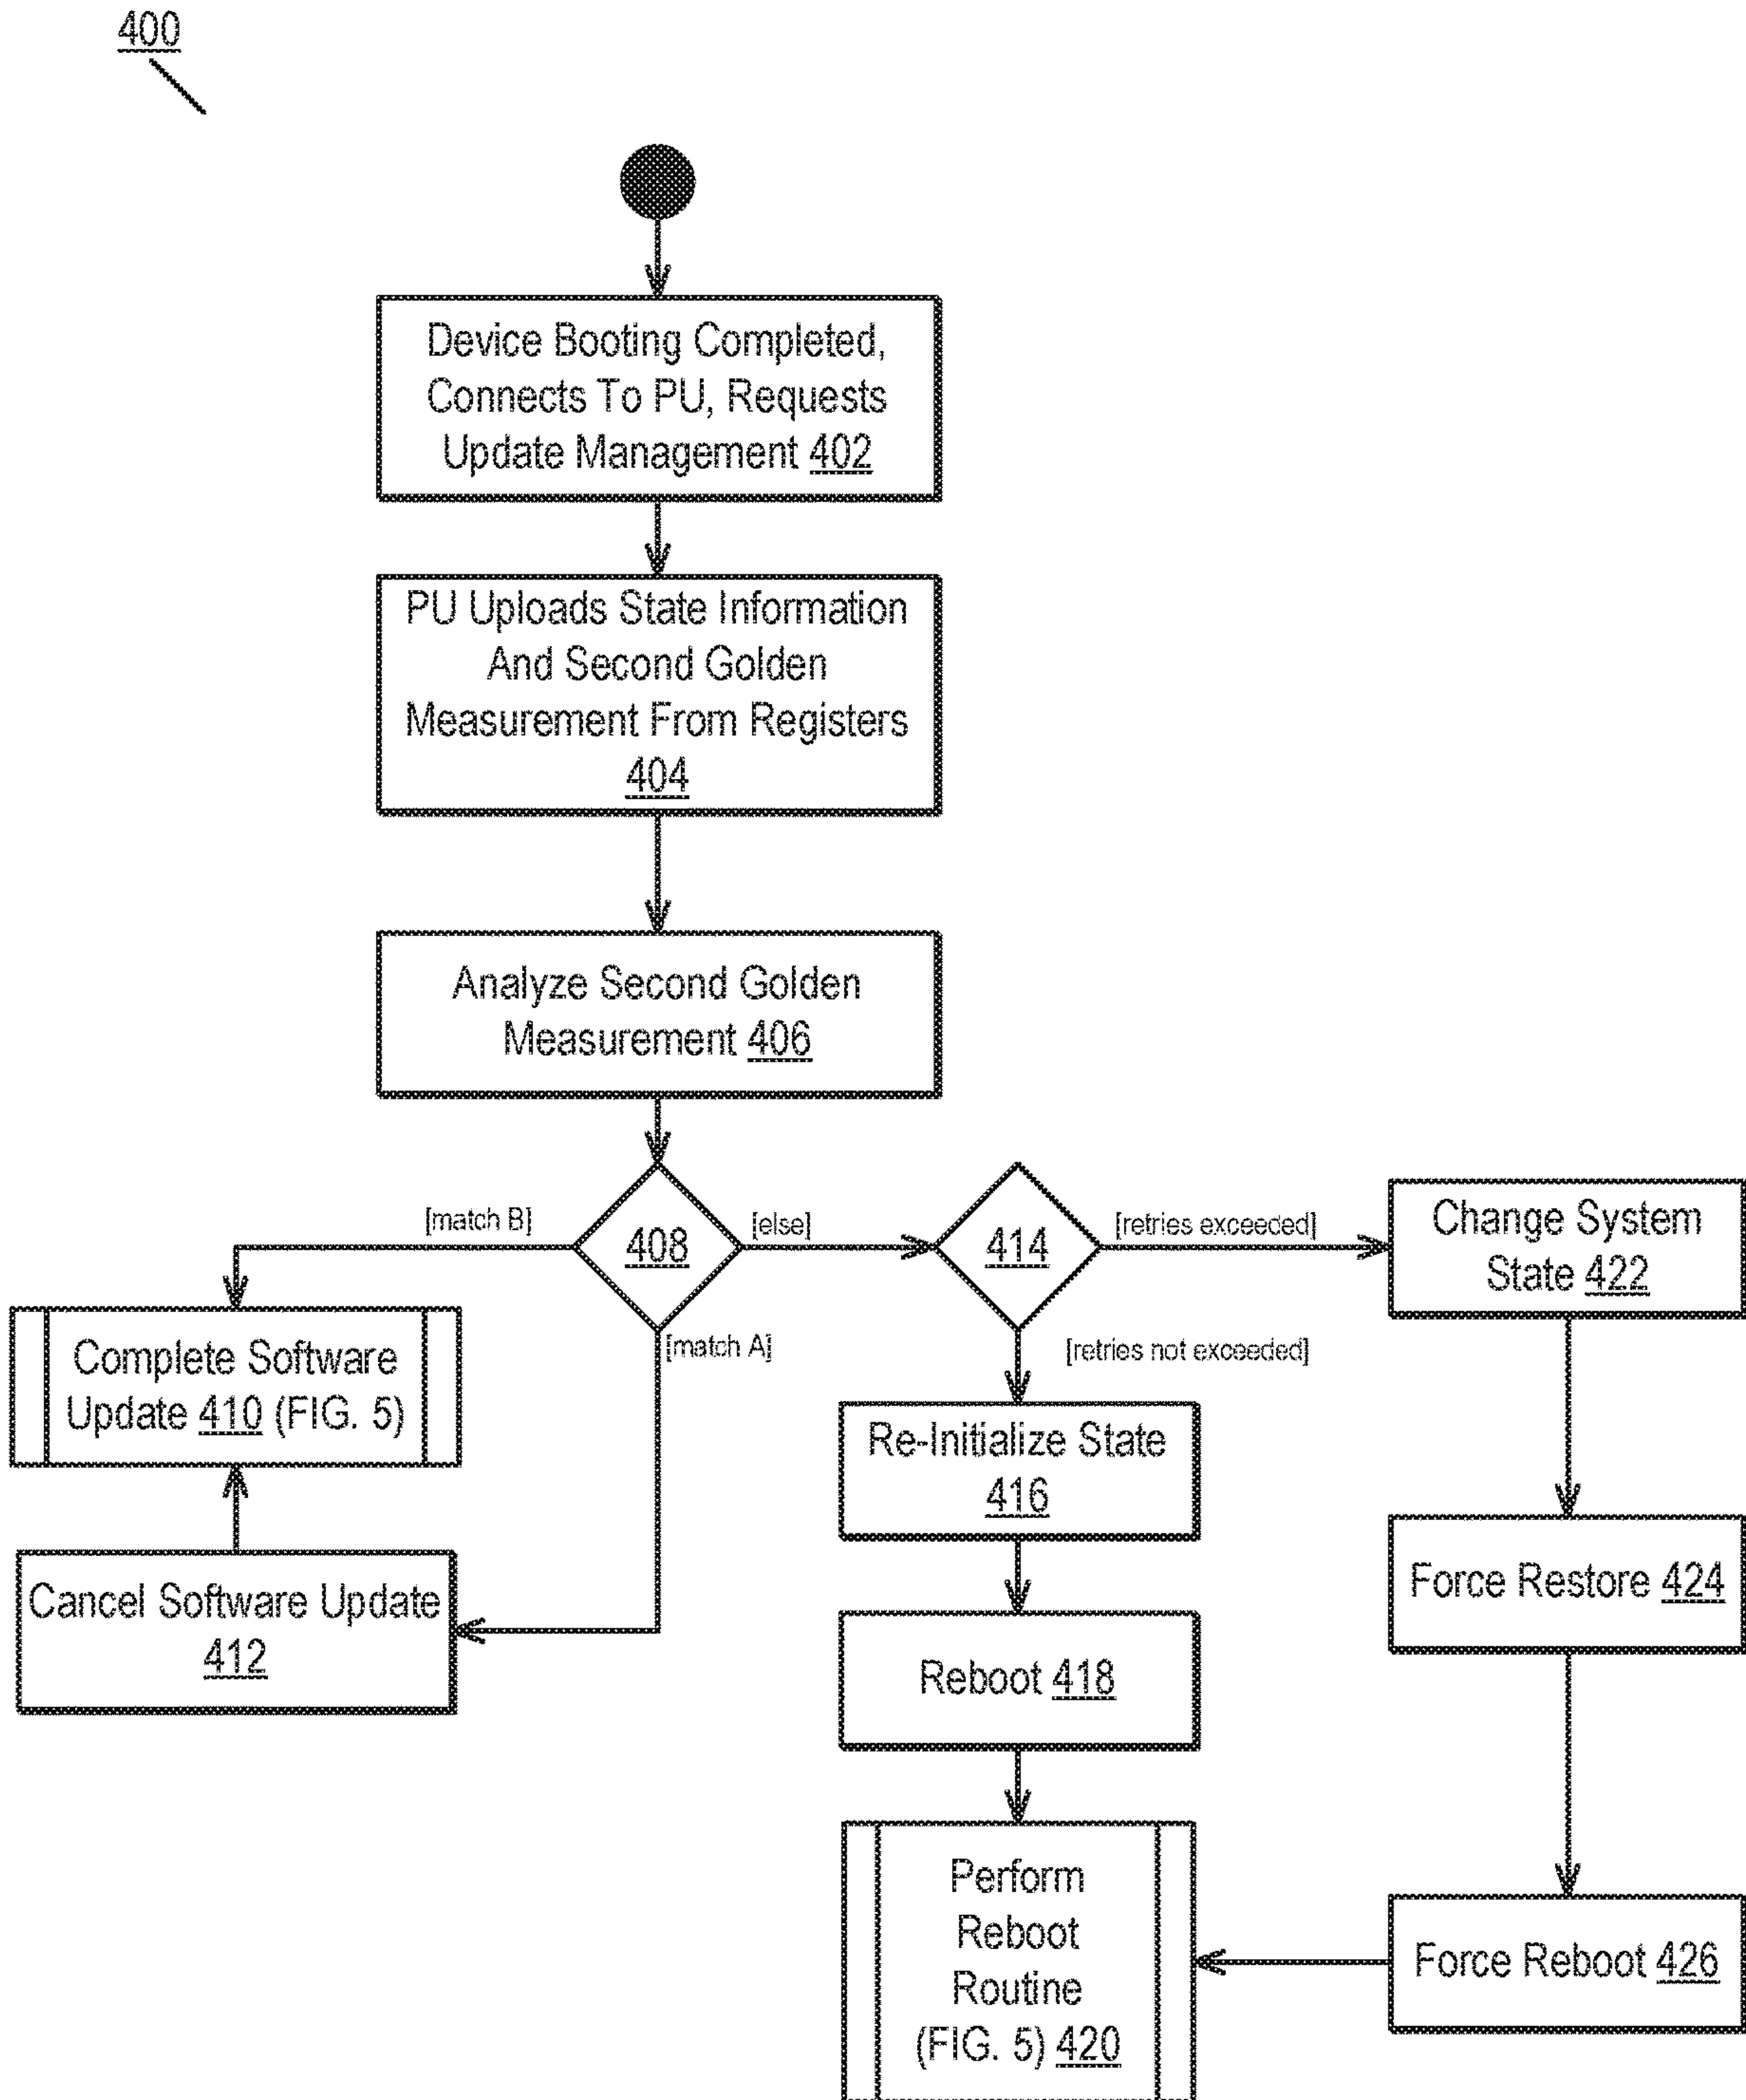 400
Device Booting Completed,
Connects To PU, Requests
Update Management 402
PU Uploads State Information
And Second Golden
Measurement From Registers
404
Analyze Second Golden
Measurement 406
408
[match B]
[else]
[match A]
414
[retries exceeded]
[retries not exceeded]
Change System
State 422
Complete Software
Update 410 (FIG. 5)
Cancel Software Update
412
Re-Initialize State
416
Reboot 418
Perform
Reboot
Routine
(FIG. 5) 420
Force Restore 424
Force Reboot 426